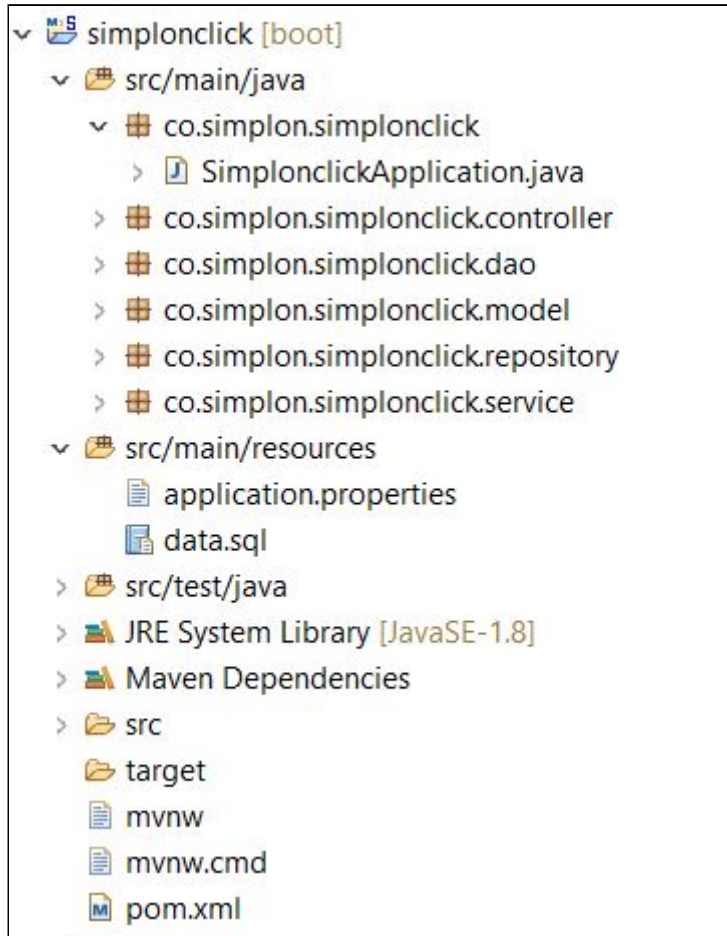 simplonclick [boot]
src/main/java
co.simplon.simplonclick
SimplonclickApplication.java
co.simplon.simplonclick.controller
co.simplon.simplonclick.dao
co.simplon.simplonclick.model
co.simplon.simplonclick.repository
co.simplon.simplonclick.service
src/main/resources
application.properties
data.sql
src/test/java
JRE System Library [JavaSE-1.8]
Maven Dependencies
src
target
mvnw
mvnw.cmd
pom.xml